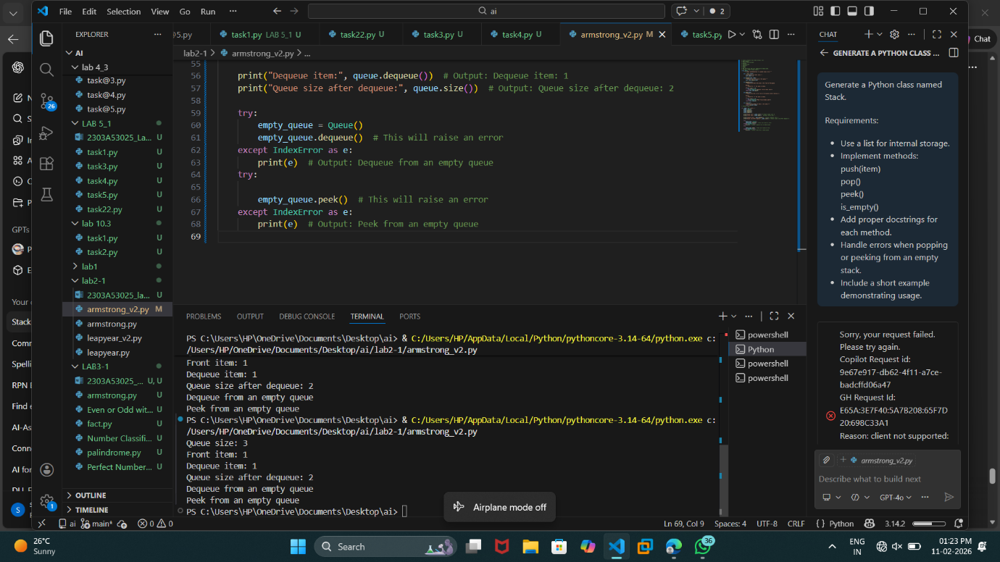 File Edit Selection View Go Run ···
ai
2
EXPLORER ···
AI
lab 4_3
task@3.py
task@4.py
task@5.py
LAB 5_1
2303A53025_La... U
task1.py U
task3.py U
task4.py U
task5.py U
task22.py U
lab 10.3
task1.py U
task2.py U
lab1
lab2-1
2303A53025_la... U
armstrong_v2.py M
armstrong.py
leapyear_v2.py
leapyear.py
LAB3-1
2303A53025_... U, U
armstrong.py U
Even or Odd wit... U
fact.py U
Number Classifi... U
palindrome.py U
Perfect Number... U
OUTLINE
TIMELINE
26
1
GPTs
Your
Stack
Comm
Spelli
RPN
Find e
AI-As
Conn
AI for
S
@5.py task1.py LAB 5_1 U task22.py U task3.py U task4.py U armstrong_v2.py M task5.py
lab2-1 > armstrong_v2.py > ...
55
56 print("Dequeue item:", queue.dequeue()) # Output: Dequeue item: 1
57 print("Queue size after dequeue:", queue.size()) # Output: Queue size after dequeue: 2
58
59 try:
60 empty_queue = Queue()
61 empty_queue.dequeue() # This will raise an error
62 except IndexError as e:
63 print(e) # Output: Dequeue from an empty queue
64 try:
65
66 empty_queue.peek() # This will raise an error
67 except IndexError as e:
68 print(e) # Output: Peek from an empty queue
69
PROBLEMS OUTPUT DEBUG CONSOLE TERMINAL PORTS
PS C:\Users\HP\OneDrive\Documents\Desktop\ai> & C:/Users/HP/AppData/Local/Python/pythoncore-3.14-64/python.exe c:
/Users/HP/OneDrive/Documents/Desktop/ai/lab2-1/armstrong_v2.py
Front item: 1
Dequeue item: 1
Queue size after dequeue: 2
Dequeue from an empty queue
Peek from an empty queue
PS C:\Users\HP\OneDrive\Documents\Desktop\ai> & C:/Users/HP/AppData/Local/Python/pythoncore-3.14-64/python.exe c:
/Users/HP/OneDrive/Documents/Desktop/ai/lab2-1/armstrong_v2.py
Queue size: 3
Front item: 1
Dequeue item: 1
Queue size after dequeue: 2
Dequeue from an empty queue
Peek from an empty queue
PS C:\Users\HP\OneDrive\Documents\Desktop\ai>
powershell
Python
powershell
powershell
Airplane mode off
CHAT
GENERATE A PYTHON CLASS ...
Generate a Python class named
Stack.
Requirements:
• Use a list for internal storage.
• Implement methods:
push(item)
pop()
peek()
is_empty()
• Add proper docstrings for
each method.
• Handle errors when popping
or peeking from an empty
stack.
• Include a short example
demonstrating usage.
Sorry, your request failed.
Please try again.
Copilot Request id:
9e67e917-db62-4f11-a7ce-
badcffd06a47
GH Request Id:
E65A:3E7F40:5A7B208:65F7D
20:698C33A1
Reason: client not supported:
armstrong_v2.py
Describe what to build next
GPT-4o
Chat
ai main* 0 0
Ln 69, Col 9 Spaces: 4 UTF-8 CRLF {} Python 3.14.2
26°C
Sunny
Search
36
ENG
IN
01:23 PM
11-02-2026